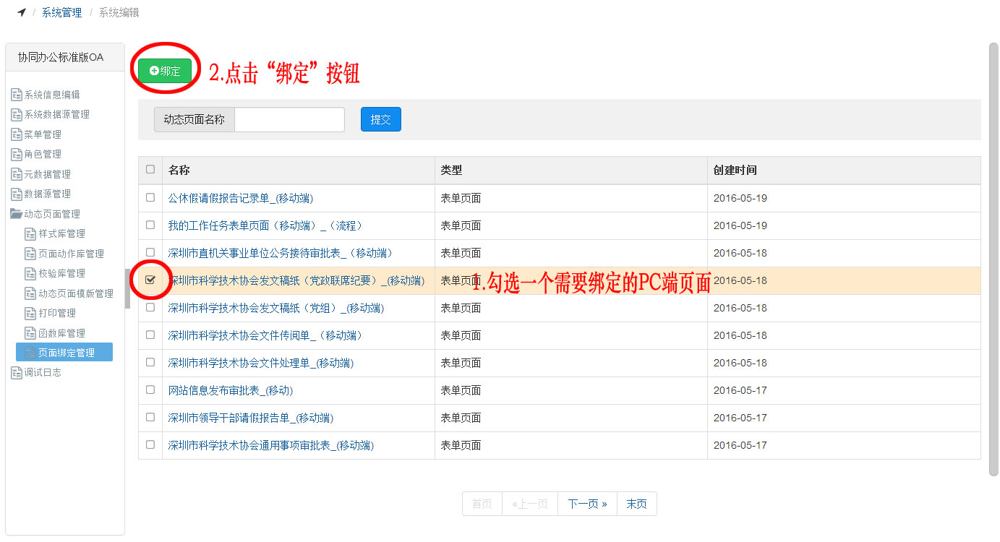 / 系统管理 / 系统编辑
协同办公标准版OA
系统信息编辑
系统数据源管理
菜单管理
角色管理
元数据管理
数据源管理
动态页面管理
样式库管理
页面动作库管理
校验库管理
动态页面模版管理
打印管理
函数库管理
页面绑定管理
调试日志
绑定
2.点击“绑定”按钮
动态页面名称 提交
名称 类型 创建时间
公休假请假报告记录单_(移动端) 表单页面 2016-05-19
我的工作任务表单页面（移动端）_（流程） 表单页面 2016-05-19
深圳市直机关事业单位公务接待审批表_（移动端） 表单页面 2016-05-18
深圳市科学技术协会发文稿纸（党政联席纪要）_(移动端) 表单页面 2016-05-18
1.勾选一个需要绑定的PC端页面
深圳市科学技术协会发文稿纸（党组）_(移动端) 表单页面 2016-05-18
深圳市科学技术协会文件传阅单_（移动端） 表单页面 2016-05-18
深圳市科学技术协会文件处理单_(移动端) 表单页面 2016-05-18
网站信息发布审批表_(移动) 表单页面 2016-05-17
深圳市领导干部请假报告单_(移动端) 表单页面 2016-05-17
深圳市科学技术协会通用事项审批表_(移动端) 表单页面 2016-05-17
首页 «上一页 下一页 » 末页